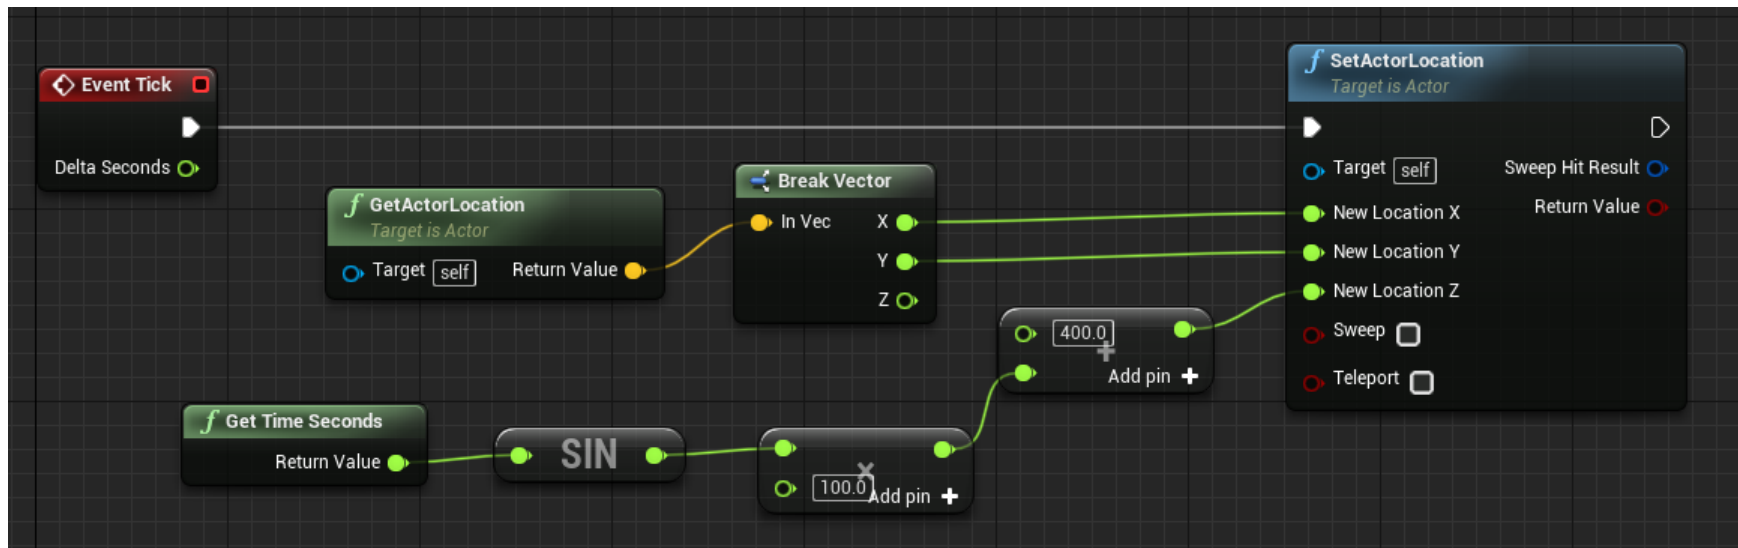 Event Tick
Delta Seconds
GetActorLocation
Target is Actor
Target self
Return Value
Break Vector
In Vec
X
Y
Z
SetActorLocation
Target is Actor
Target self
Sweep Hit Result
New Location X
Return Value
New Location Y
New Location Z
Sweep
Teleport
400.0
+
Add pin +
Get Time Seconds
Return Value
SIN
×
100.0
Add pin +